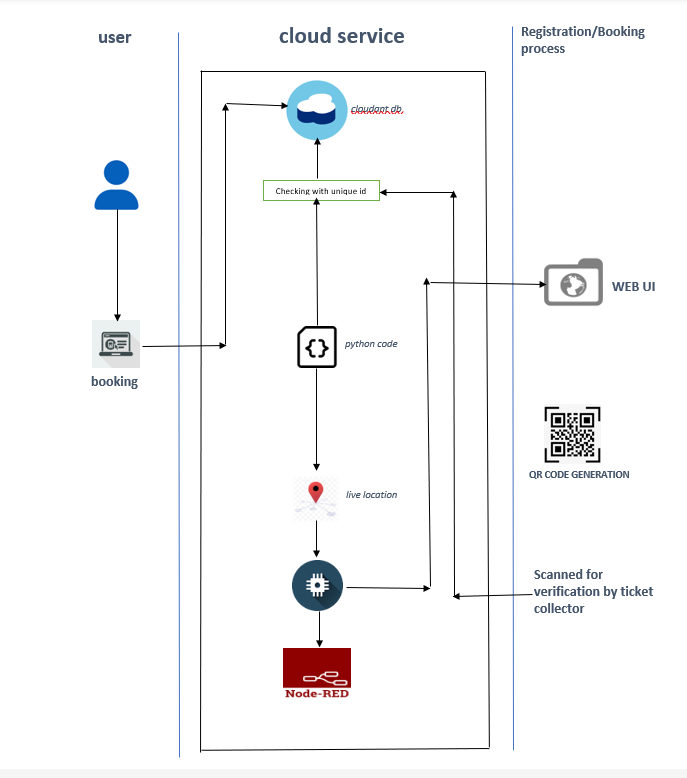 user
cloud service
Registration/Booking
process
cloudant db
Checking with unique id
WEB UI
python code
booking
QR CODE GENERATION
live location
Scanned for
verification by ticket
collector
Node-RED